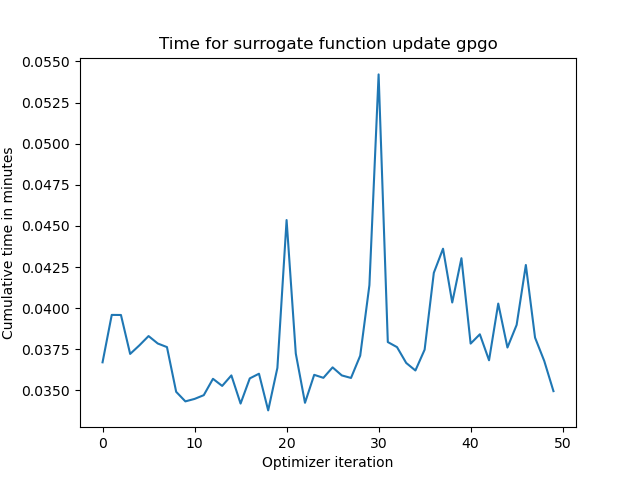 Time for surrogate function update gpgo
Cumulative time in minutes
0.0550
0.0525
0.0500
0.0475
0.0450
0.0425
0.0400
0.0375
0.0350
0 10 20 30 40 50
Optimizer iteration